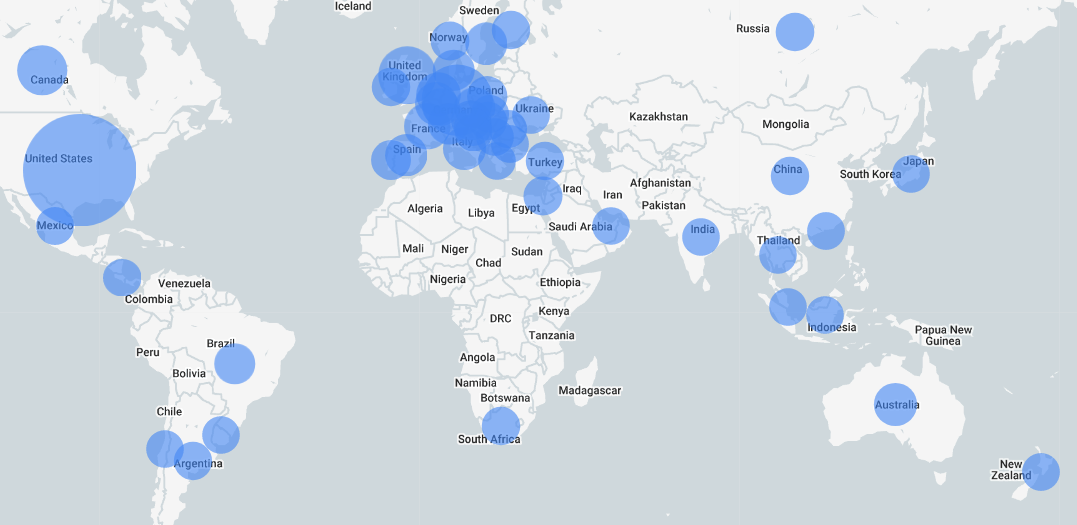 Iceland
Sweden
Russia
Norway
United
Kingdom
Canada
Poland
Ukraine
Kazakhstan
France
Mongolia
Italy
United States
Spain
Turkey
China
Japan
South Korea
Iraq
Afghanistan
Iran
Pakistan
Algeria
Libya
Egypt
Mexico
Saudi Arabia
India
Thailand
Mali
Niger
Sudan
Chad
Nigeria
Ethiopia
Venezuela
Colombia
Kenya
DRC
Tanzania
Indonesia
Papua New
Guinea
Brazil
Peru
Bolivia
Angola
Namibia
Botswana
Madagascar
Chile
Australia
South Africa
Argentina
New
Zealand